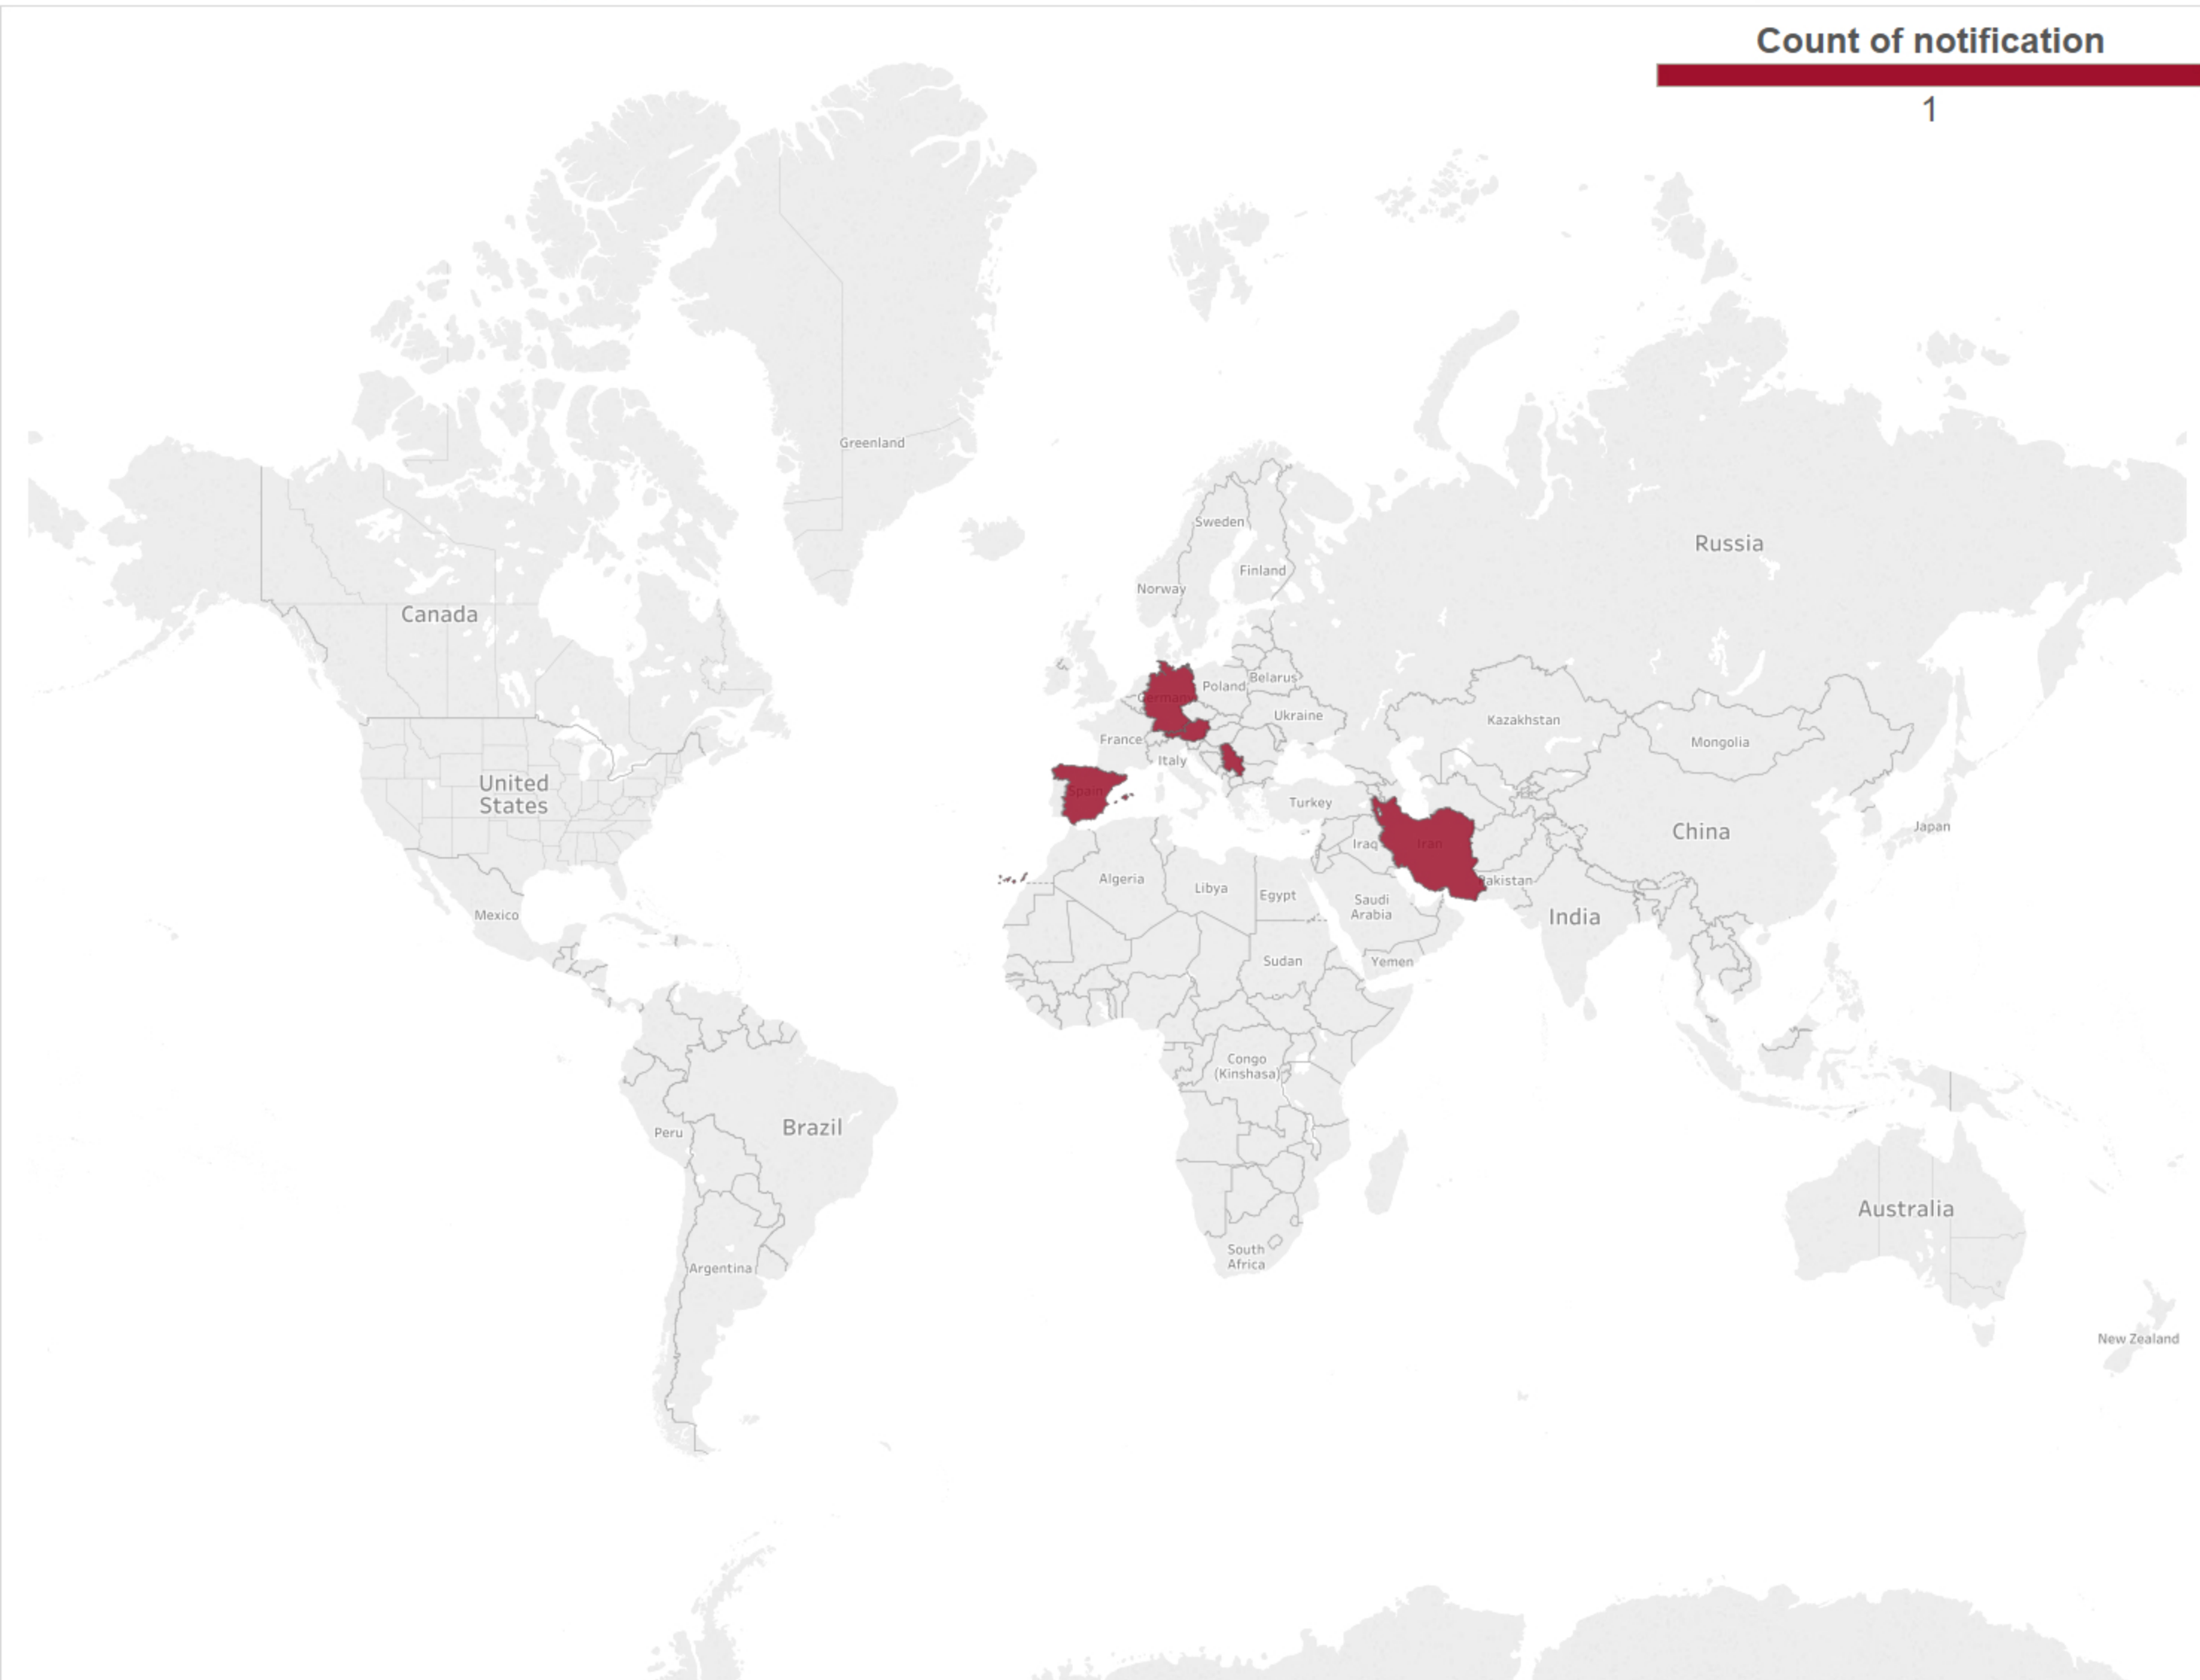 Count of notification
1
Greenland
Sweden
Russia
Finland
Norway
Canada
Belarus
Poland
Germany
Ukraine
Kazakhstan
France
Mongolia
Italy
United
States
Spain
Turkey
Japan
China
Iraq
Iran
Algeria
Pakistan
Libya
Egypt
Saudi
Arabia
Mexico
India
Sudan
Yemen
Congo
(Kinshasa)
Brazil
Peru
Australia
South
Africa
Argentina
New Zealand